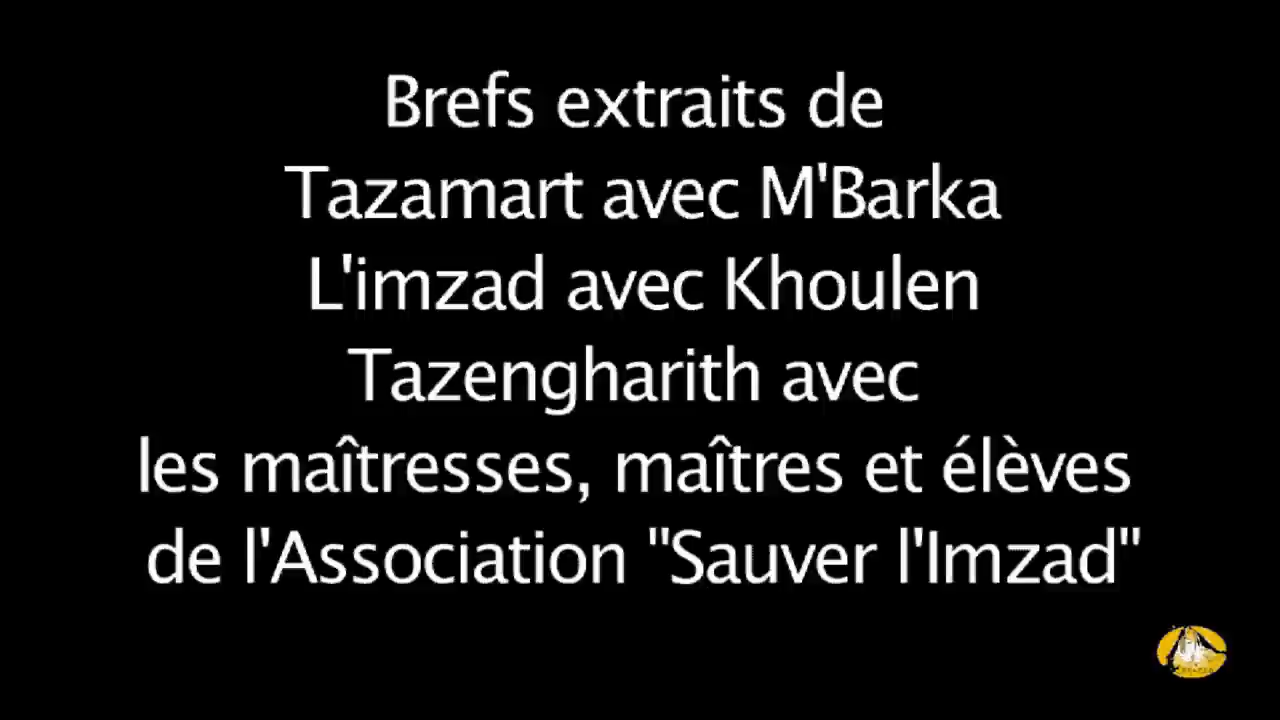 Brefs extraits de
Tazamart avec M'Barka
L'imzad avec Khoulen
Tazengharith avec
les maîtresses, maîtres et élèves
de l'Association "Sauver l'Imzad"